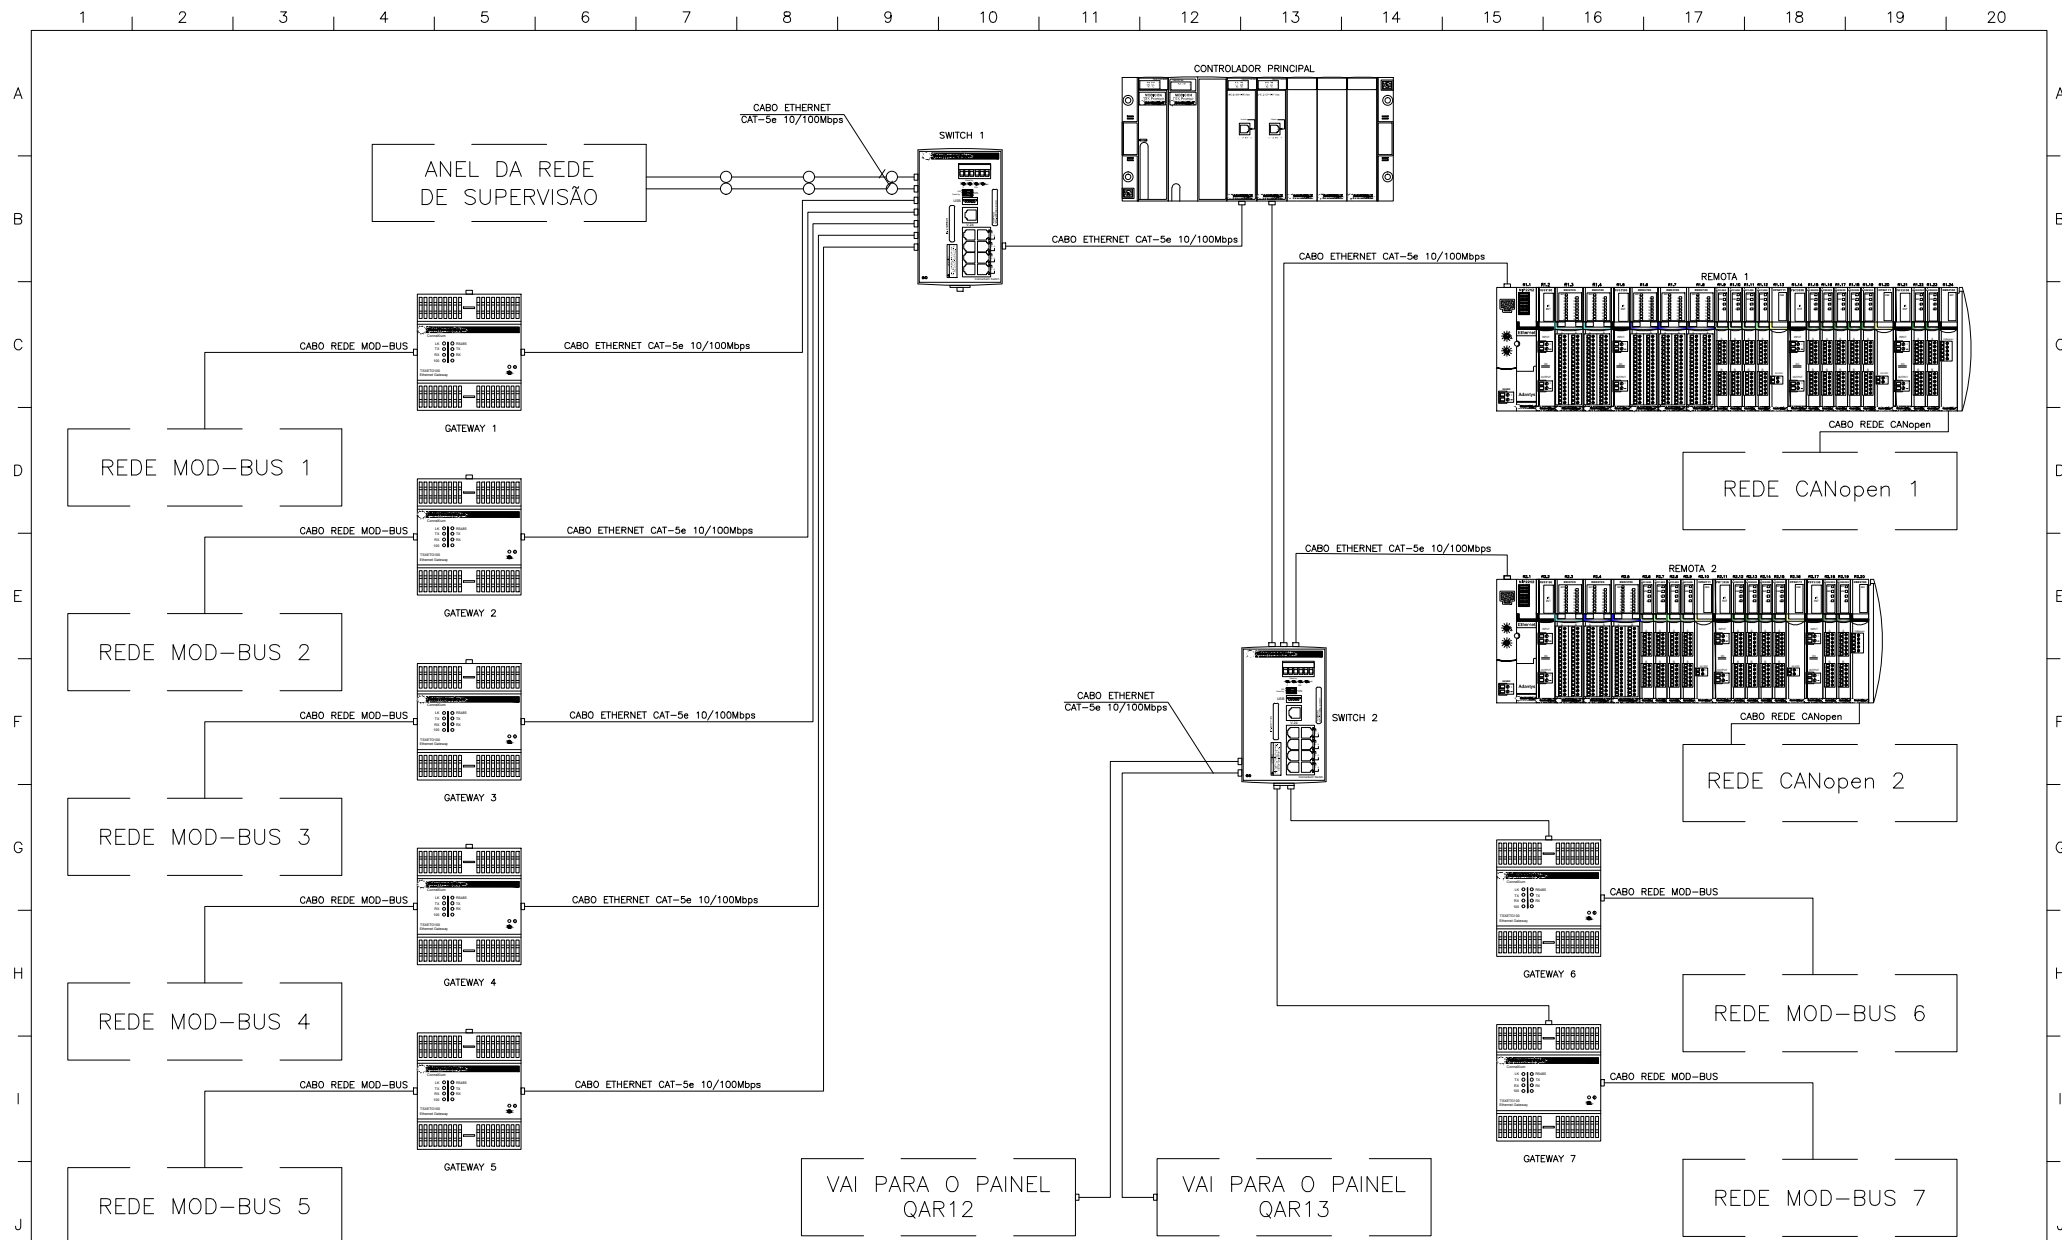 1 2 3 4 5 6 7 8 9 10 11 12 13 14 15 16 17 18 19 20
A
B
C
D
E
F
G
H
I
J
CONTROLADOR PRINCIPAL
CABO ETHERNET
CAT-5e 10/100Mbps
SWITCH 1
ANEL DA REDE
DE SUPERVISÃO
CABO ETHERNET CAT-5e 10/100Mbps
CABO ETHERNET CAT-5e 10/100Mbps
REMOTA 1
Ethernet
Advantys
CABO REDE CANopen
REDE CANopen 1
CABO REDE MOD-BUS
CABO ETHERNET CAT-5e 10/100Mbps
GATEWAY 1
REDE MOD-BUS 1
CABO REDE MOD-BUS
CABO ETHERNET CAT-5e 10/100Mbps
GATEWAY 2
REDE MOD-BUS 2
CABO ETHERNET CAT-5e 10/100Mbps
REMOTA 2
Ethernet
Advantys
CABO REDE CANopen
REDE CANopen 2
CABO ETHERNET
CAT-5e 10/100Mbps
SWITCH 2
CABO REDE MOD-BUS
CABO ETHERNET CAT-5e 10/100Mbps
GATEWAY 3
REDE MOD-BUS 3
CABO REDE MOD-BUS
CABO ETHERNET CAT-5e 10/100Mbps
GATEWAY 4
REDE MOD-BUS 4
CABO REDE MOD-BUS
GATEWAY 6
REDE MOD-BUS 6
CABO REDE MOD-BUS
CABO ETHERNET CAT-5e 10/100Mbps
GATEWAY 5
REDE MOD-BUS 5
CABO REDE MOD-BUS
GATEWAY 7
REDE MOD-BUS 7
VAI PARA O PAINEL
QAR12
VAI PARA O PAINEL
QAR13